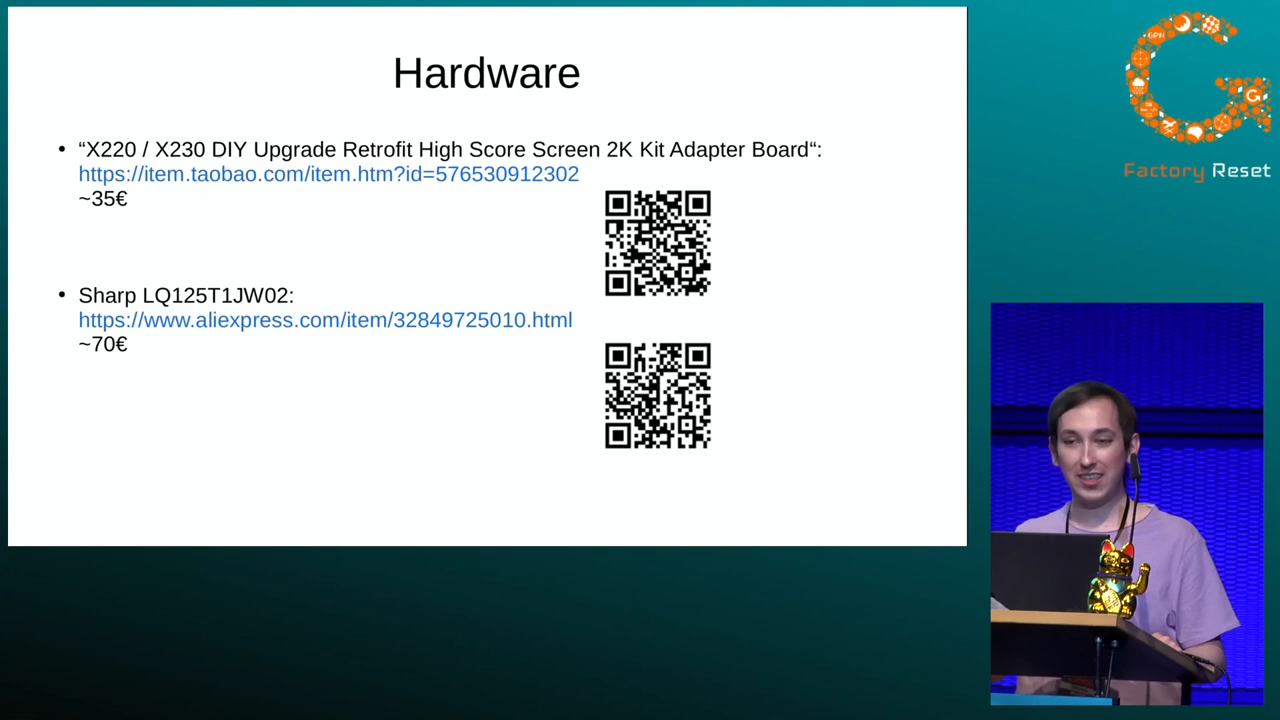 Hardware
• “X220 / X230 DIY Upgrade Retrofit High Score Screen 2K Kit Adapter Board“:
https://item.taobao.com/item.htm?id=576530912302
~35€
• Sharp LQ125T1JW02:
https://www.aliexpress.com/item/32849725010.html
~70€
GPN
Factory Reset